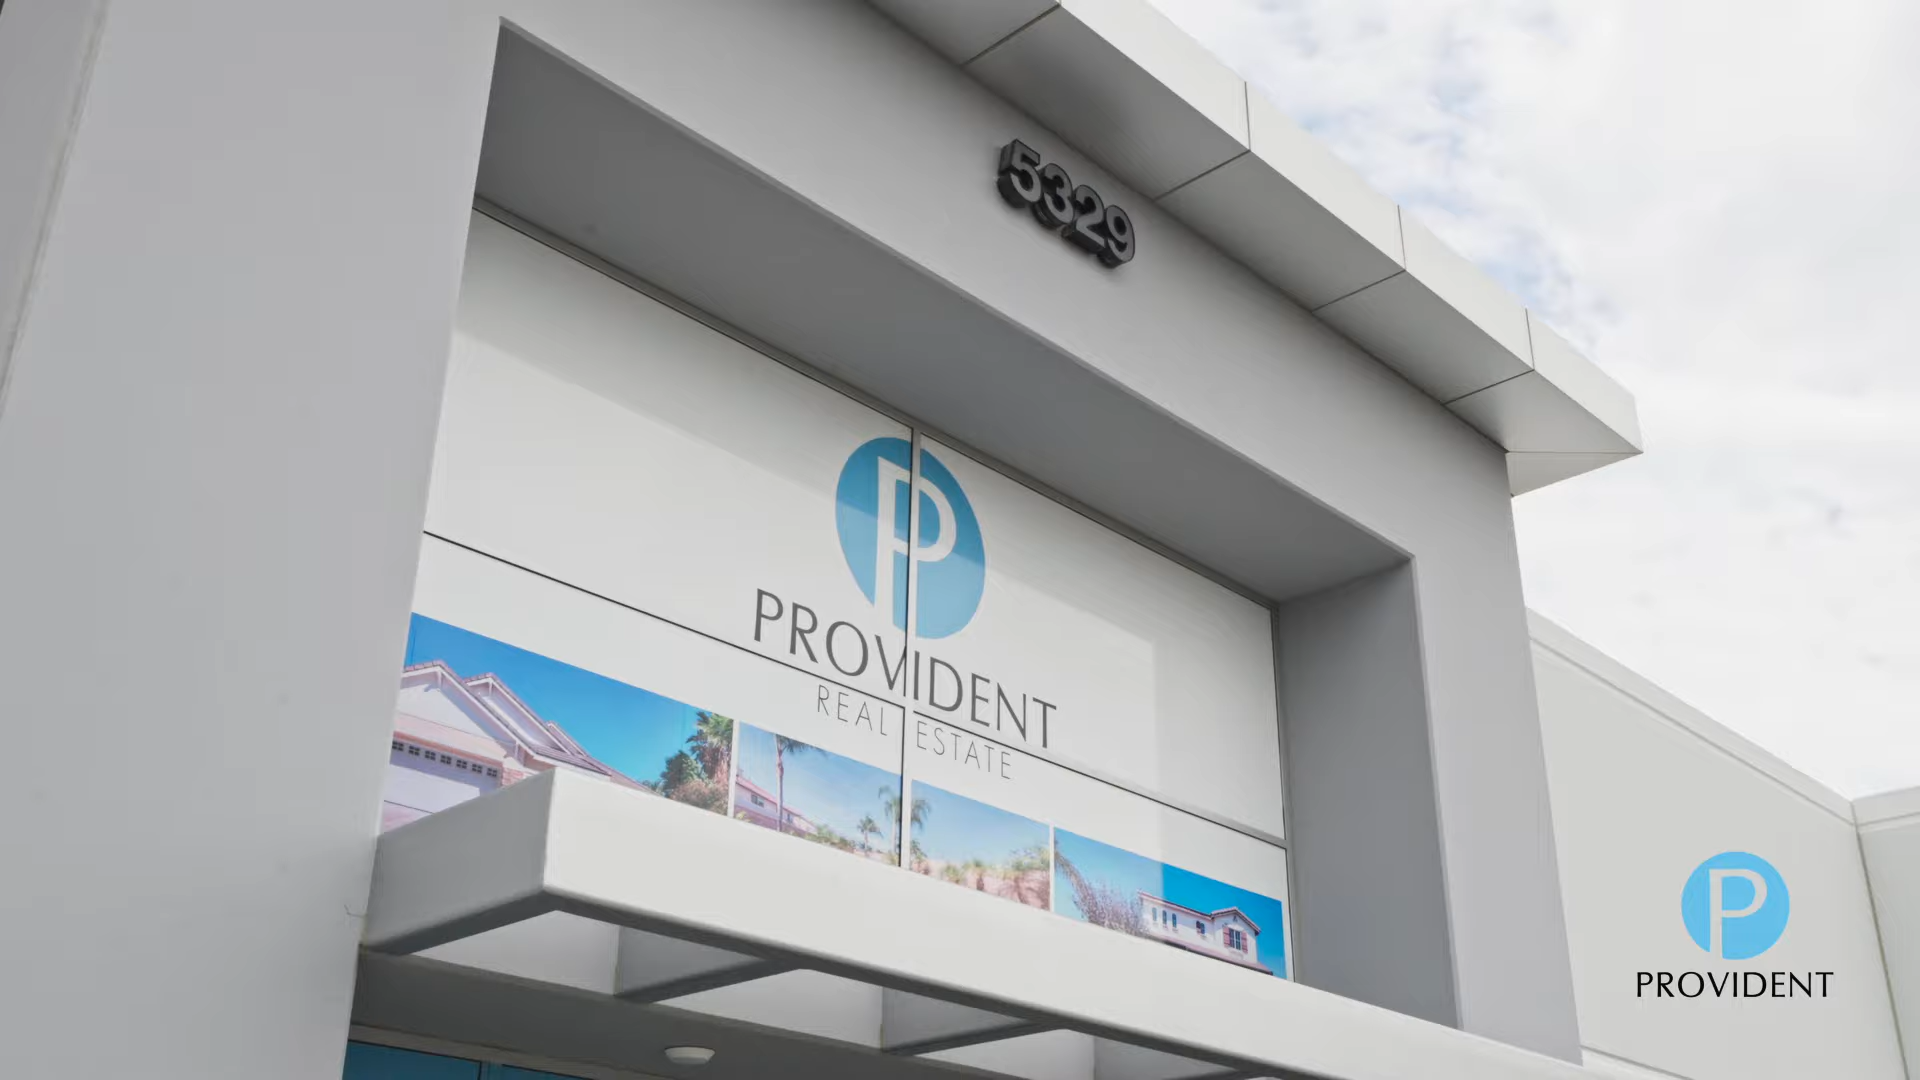 5329
P
PROVIDENT
REAL ESTATE
P
PROVIDENT